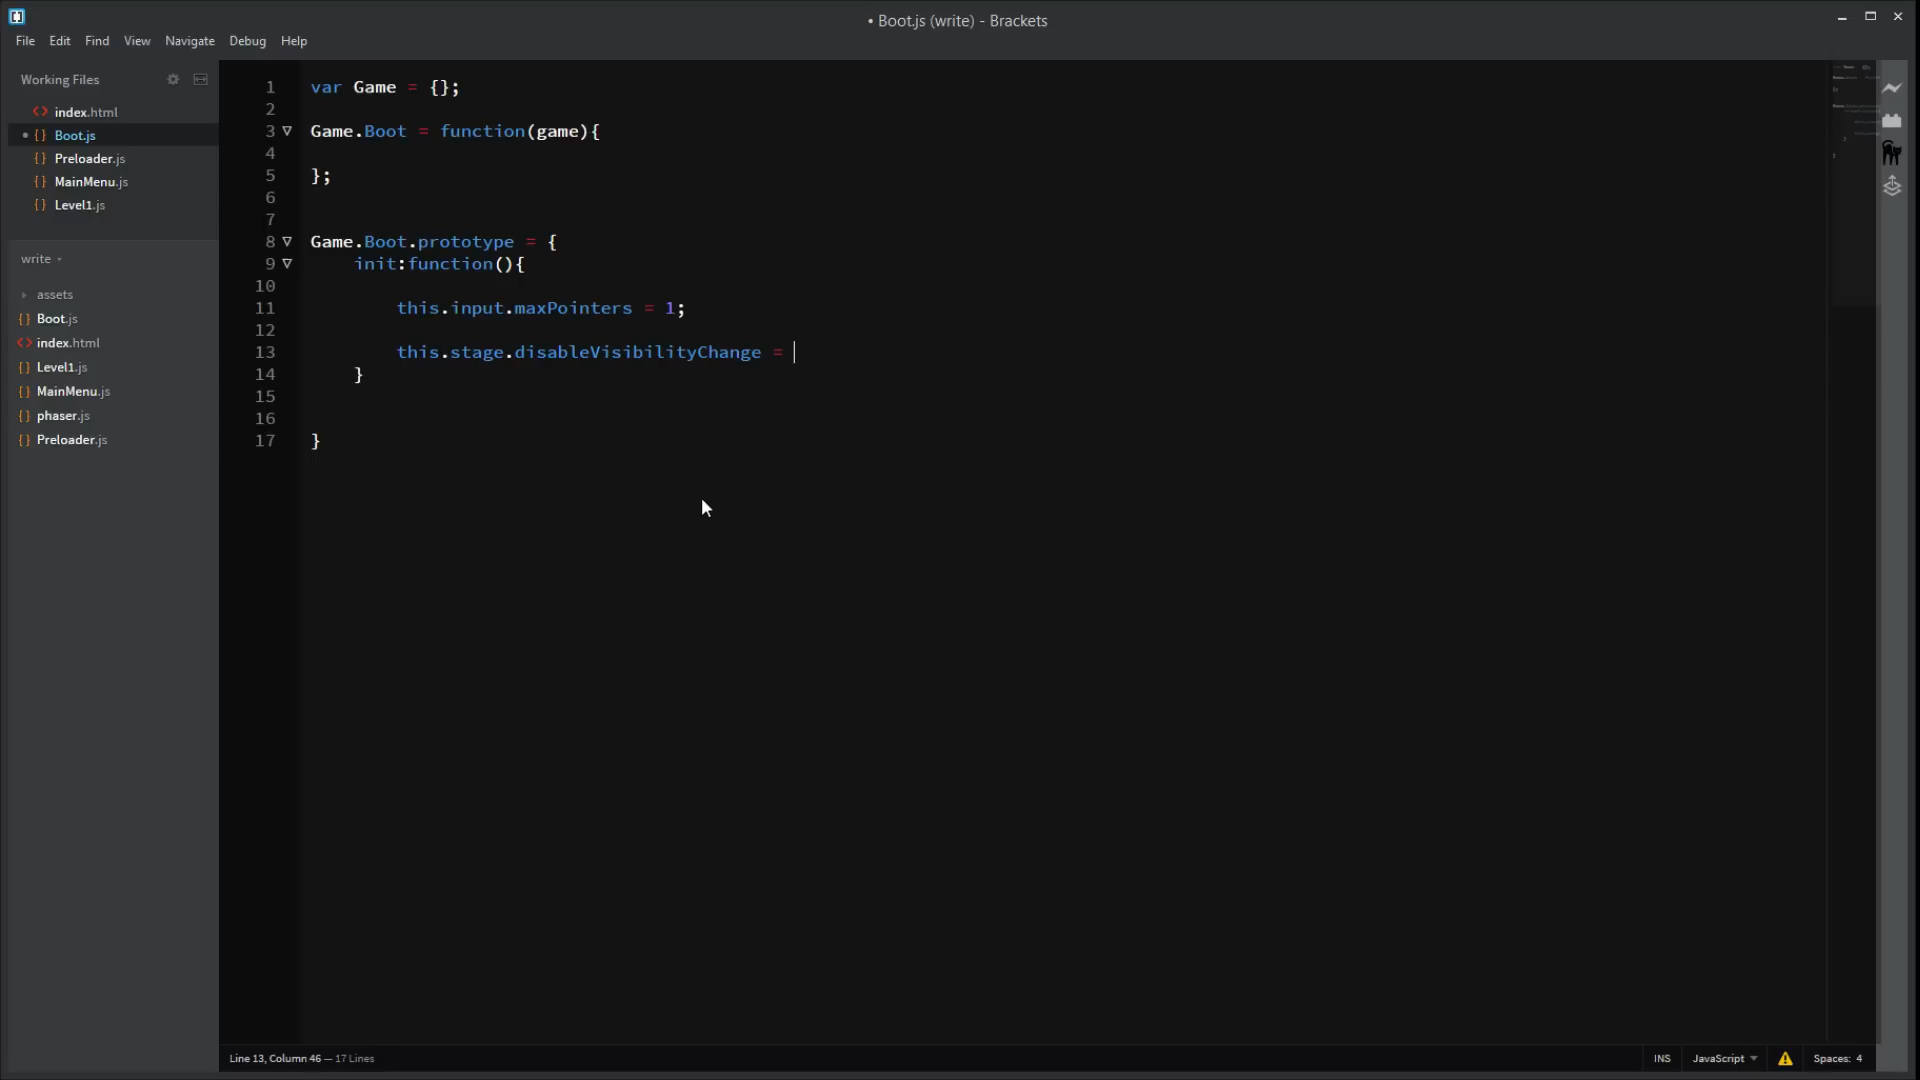 • Boot.js (write) - Brackets
File Edit Find View Navigate Debug Help
Working Files
index.html
Boot.js
Preloader.js
MainMenu.js
Level1.js
write
assets
Boot.js
index.html
Level1.js
MainMenu.js
phaser.js
Preloader.js
1 var Game = {};
2
3 Game.Boot = function(game){
4
5 };
6
7
8 Game.Boot.prototype = {
9 init:function(){
10
11 this.input.maxPointers = 1;
12
13 this.stage.disableVisibilityChange =
14 }
15
16
17 }
Line 13, Column 46 — 17 Lines
INS JavaScript Spaces: 4